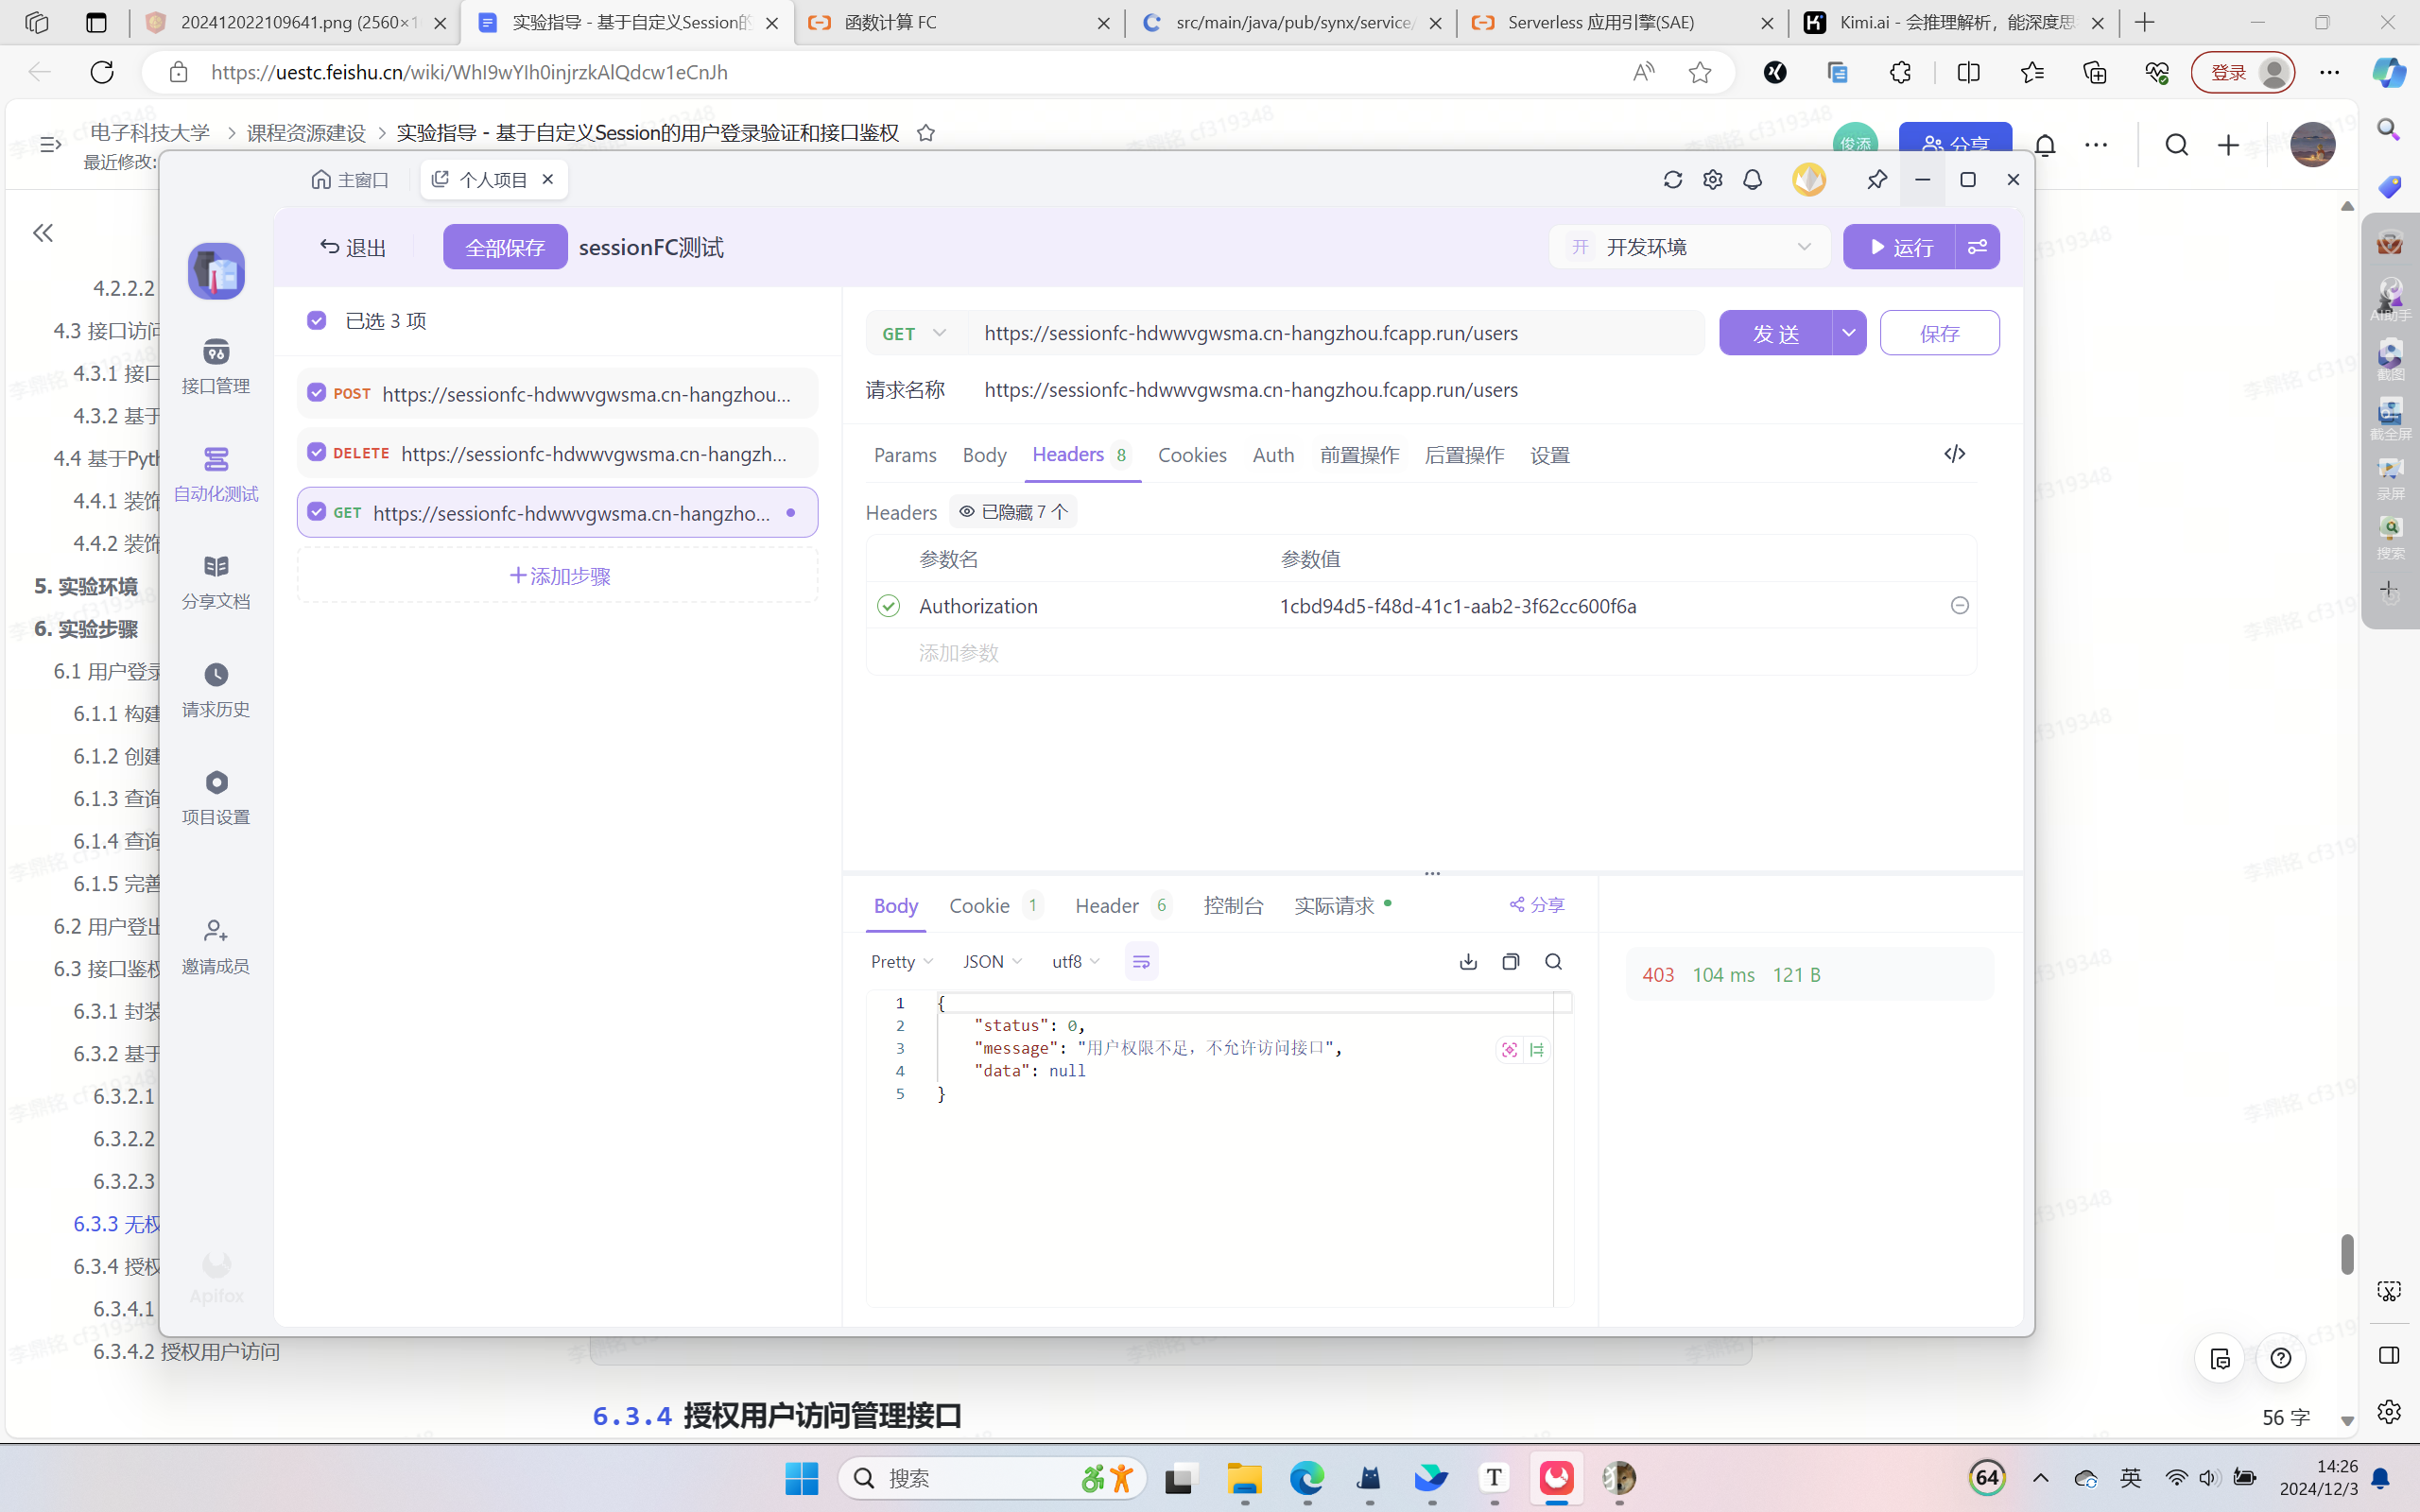 202412022109641.png (2560×1
实验指导 - 基于自定义Session的
函数计算 FC
src/main/java/pub/synx/service/
Serverless 应用引擎(SAE)
Kimi.ai - 会推理解析，能深度思
https://uestc.feishu.cn/wiki/WhI9wYIh0injrzkAlQdcw1eCnJh
登录
电子科技大学
课程资源建设
实验指导 - 基于自定义Session的用户登录验证和接口鉴权
最近修改:
俊添
分享
主窗口
个人项目
退出
全部保存
sessionFC测试
开
开发环境
运行
4.2.2.2
4.3 接口访问
4.3.1 接口
4.3.2 基于
4.4 基于Pyth
4.4.1 装饰
4.4.2 装饰
5. 实验环境
6. 实验步骤
6.1 用户登录
6.1.1 构建
6.1.2 创建
6.1.3 查询
6.1.4 查询
6.1.5 完善
6.2 用户登出
6.3 接口鉴权
6.3.1 封装
6.3.2 基于
6.3.2.1
6.3.2.2
6.3.2.3
6.3.3 无权
6.3.4 授权
6.3.4.1
6.3.4.2 授权用户访问
接口管理
自动化测试
分享文档
请求历史
项目设置
邀请成员
Apifox
已选 3 项
POST https://sessionfc-hdwwvgwsma.cn-hangzhou...
DELETE https://sessionfc-hdwwvgwsma.cn-hangzh...
GET https://sessionfc-hdwwvgwsma.cn-hangzho...
添加步骤
GET
https://sessionfc-hdwwvgwsma.cn-hangzhou.fcapp.run/users
发送
保存
请求名称
https://sessionfc-hdwwvgwsma.cn-hangzhou.fcapp.run/users
Params
Body
Headers 8
Cookies
Auth
前置操作
后置操作
设置
Headers
已隐藏 7 个
参数名
参数值
Authorization
1cbd94d5-f48d-41c1-aab2-3f62cc600f6a
添加参数
Body
Cookie 1
Header 6
控制台
实际请求
分享
Pretty
JSON
utf8
403 104 ms 121 B
1 {
2 "status": 0,
3 "message": "用户权限不足，不允许访问接口",
4 "data": null
5 }
AI助手
截图
截全屏
录屏
搜索
6.3.4 授权用户访问管理接口
56 字
李鼎铭 cf319348
搜索
64
英
14:26
2024/12/3